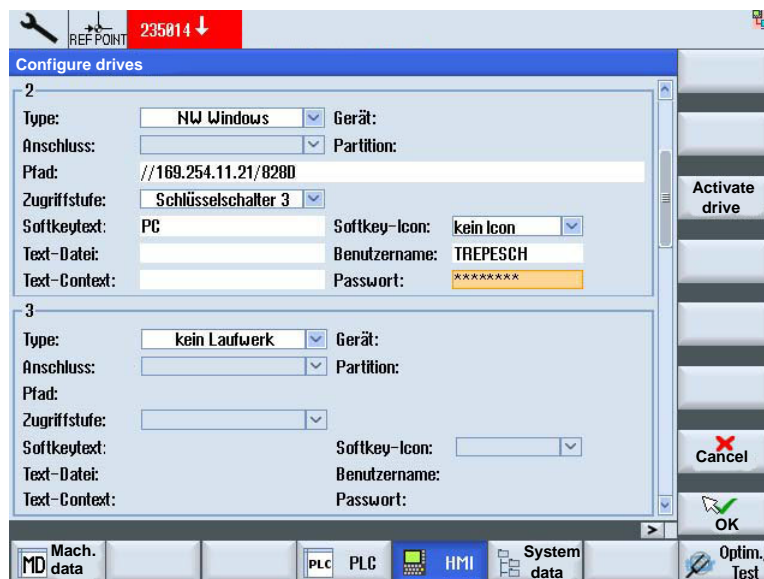 REF POINT 235014
Configure drives
2
Type: NW Windows Gerät:
Anschluss: Partition:
Pfad: //169.254.11.21/828D
Zugriffstufe: Schlüsselschalter 3
Softkeytext: PC Softkey-Icon: kein Icon
Text-Datei: Benutzername: TREPESCH
Text-Context: Passwort: ********
3
Type: kein Laufwerk Gerät:
Anschluss: Partition:
Pfad:
Zugriffstufe:
Softkeytext: Softkey-Icon:
Text-Datei: Benutzername:
Text-Context: Passwort:
Activate
drive
Cancel
OK
>
MD Mach.
data
PLC PLC
HMI
System
data
Optim.
Test